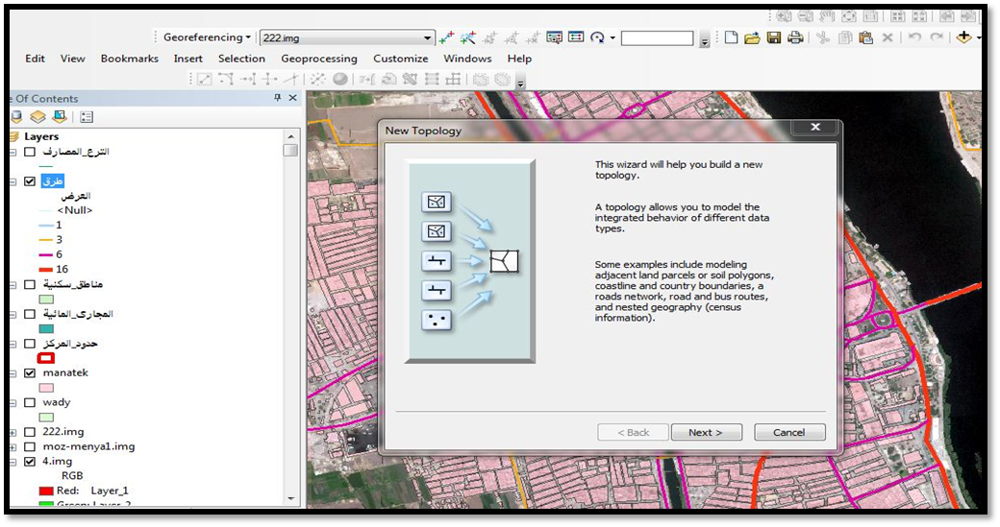 Georeferencing
222.img
Edit View Bookmarks Insert Selection Geoprocessing Customize Windows Help
e Of Contents
Layers
الترع_المصارف
طرق
العرض
<Null>
1
3
6
16
مناطق_سكنية
المجارى_المائية
حدود_المركز
manatek
wady
222.img
moz-menya1.img
4.img
RGB
Red: Layer_1
Green: Layer_2
New Topology
This wizard will help you build a new
topology.
A topology allows you to model the
integrated behavior of different data
types.
Some examples include modeling
adjacent land parcels or soil polygons,
coastline and country boundaries, a
roads network, road and bus routes,
and nested geography (census
information).
< Back
Next >
Cancel